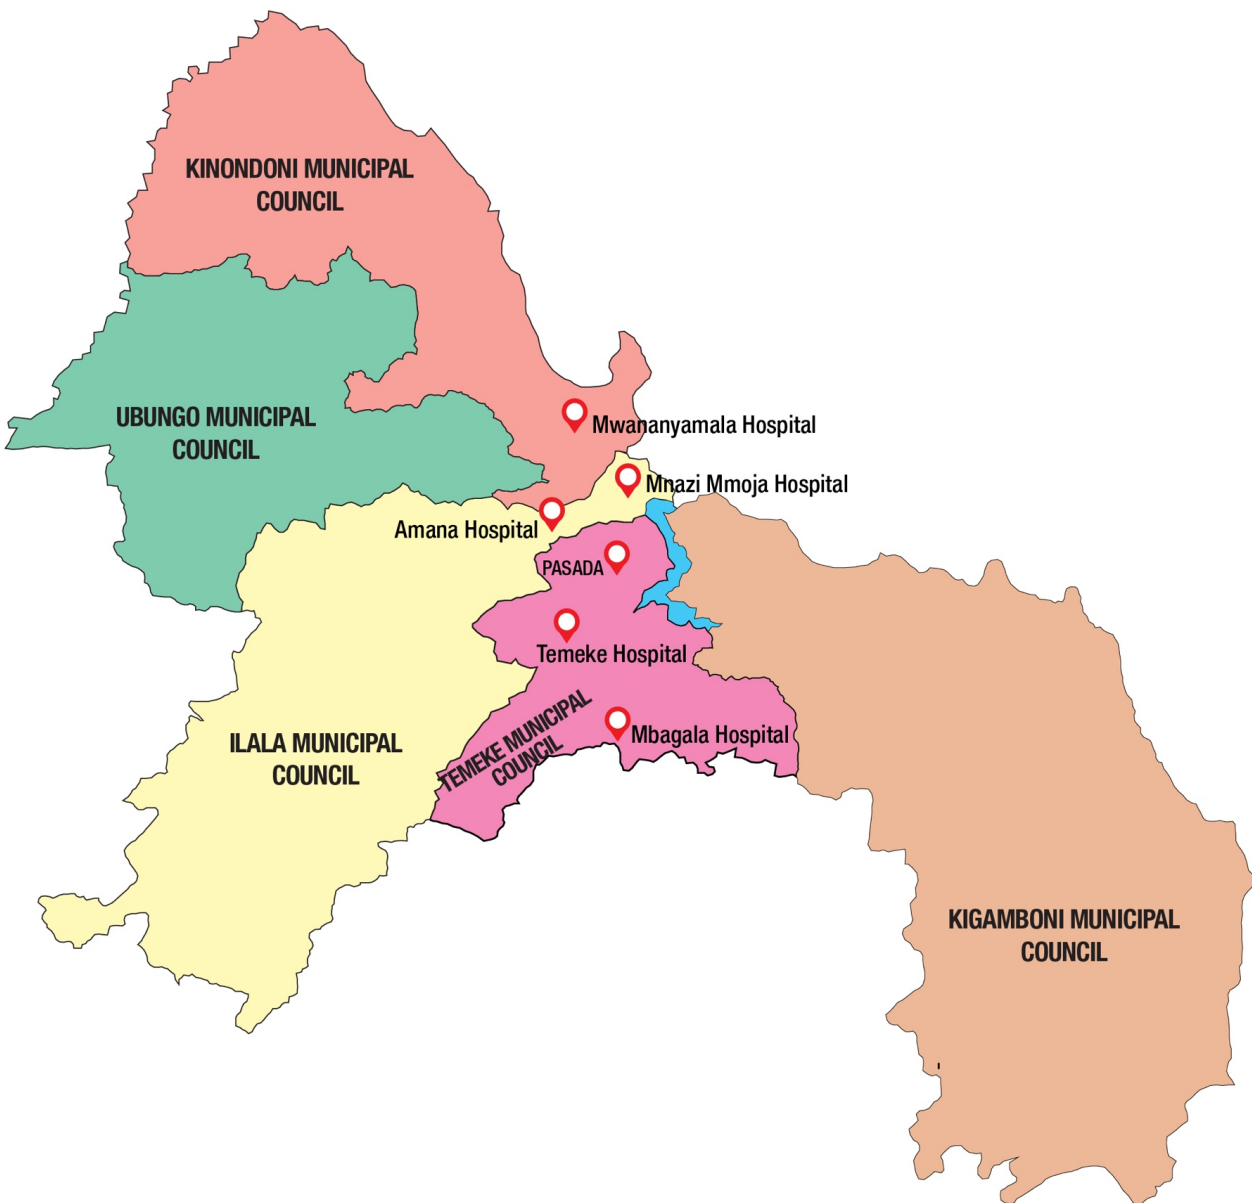 KINONDONI MUNICIPAL
COUNCIL
UBUNGO MUNICIPAL
COUNCIL
Mwananyamala Hospital
Mnazi Mmoja Hospital
Amana Hospital
PASADA
Temeke Hospital
TEMEKE MUNICIPAL
COUNCIL
Mbagala Hospital
ILALA MUNICIPAL
COUNCIL
KIGAMBONI MUNICIPAL
COUNCIL